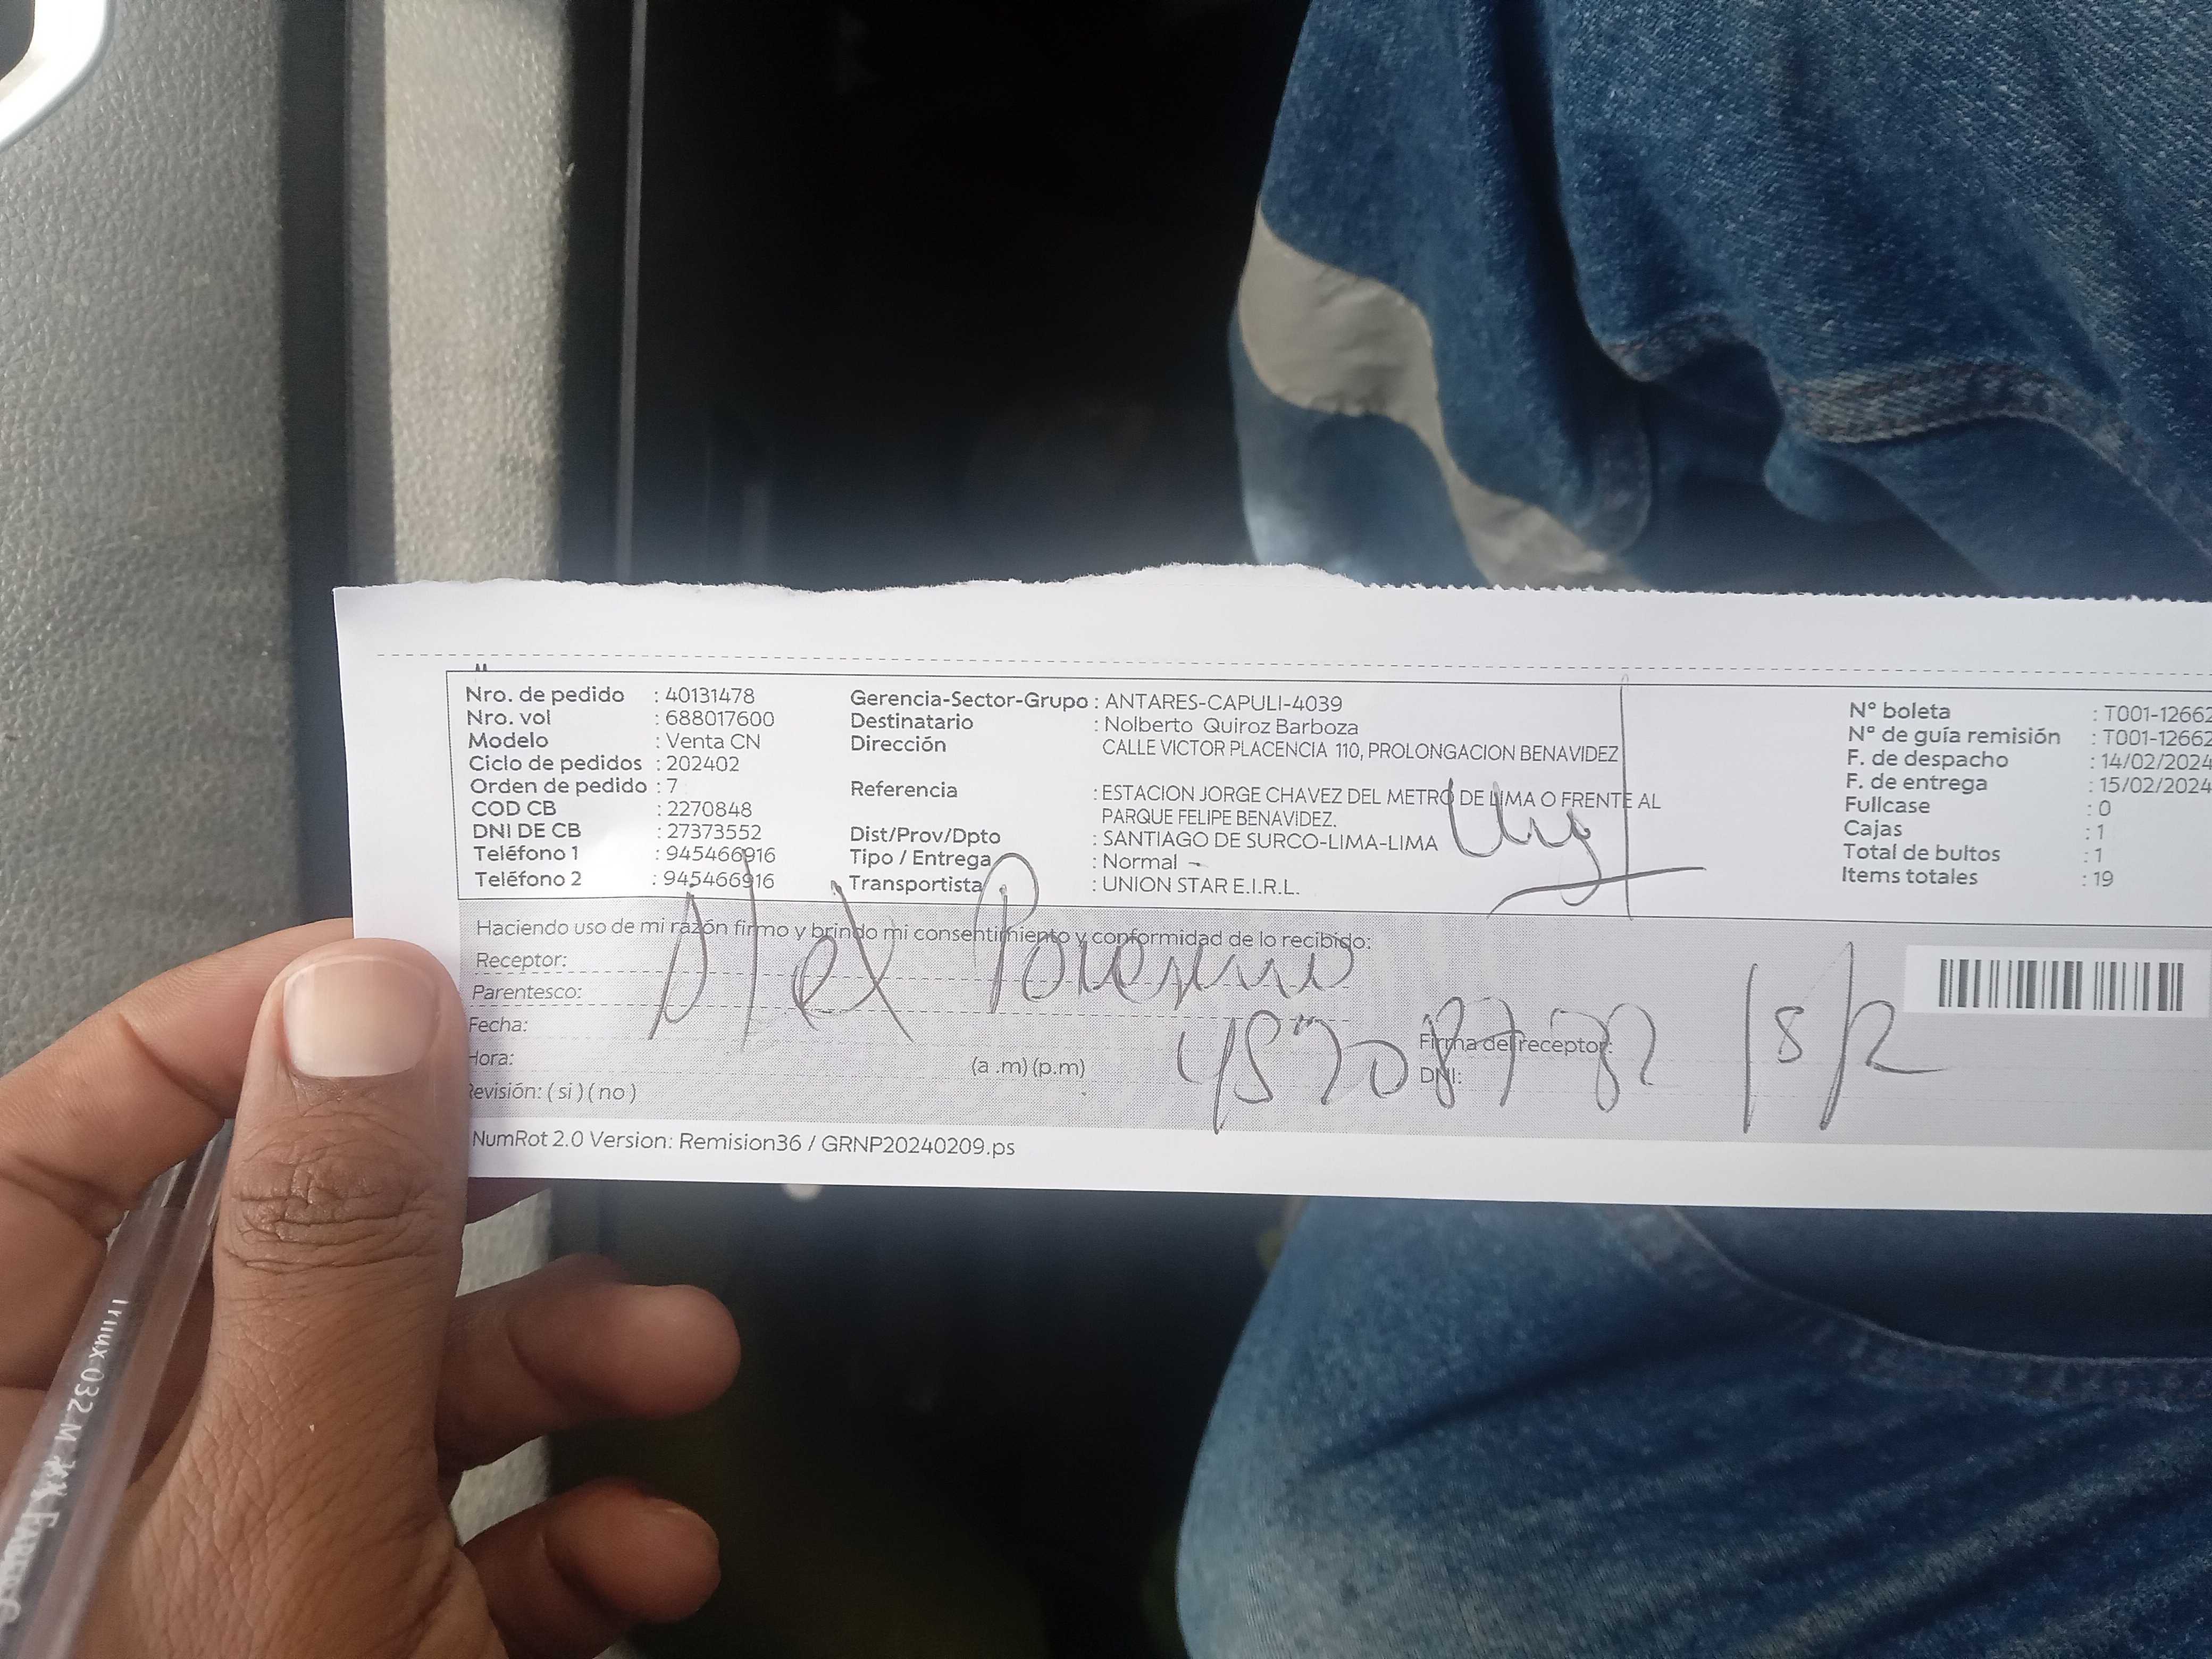 Nro. de pedido : 40131478
Nro. vol : 688017600
Modelo : Venta CN
Ciclo de pedidos : 202402
Orden de pedido : 7
COD CB : 2270848
DNI DE CB : 27373552
Teléfono 1 : 945466916
Teléfono 2 : 945466916
Gerencia-Sector-Grupo : ANTARES-CAPULI-4039
Destinatario : Nolberto Quiroz Barboza
Dirección CALLE VICTOR PLACENCIA 110, PROLONGACION BENAVIDEZ
Referencia : ESTACION JORGE CHAVEZ DEL METRO DE LIMA O FRENTE AL
PARQUE FELIPE BENAVIDEZ.
Dist/Prov/Dpto : SANTIAGO DE SURCO-LIMA-LIMA
Tipo / Entrega : Normal
Transportista : UNION STAR E.I.R.L.
N° boleta : T001-12662
N° de guía remisión : T001-12662
F. de despacho : 14/02/2024
F. de entrega : 15/02/2024
Fullcase : 0
Cajas : 1
Total de bultos : 1
Items totales : 19
Haciendo uso de mi razón firmo y brindo mi consentimiento y conformidad de lo recibido:
Receptor:
Alex
Parentesco:
Fecha:
Hora: (a .m) (p.m)
Revisión: ( si ) ( no )
Firma del receptor:
DNI:
NumRot 2.0 Version: Remision36 / GRNP20240209.ps